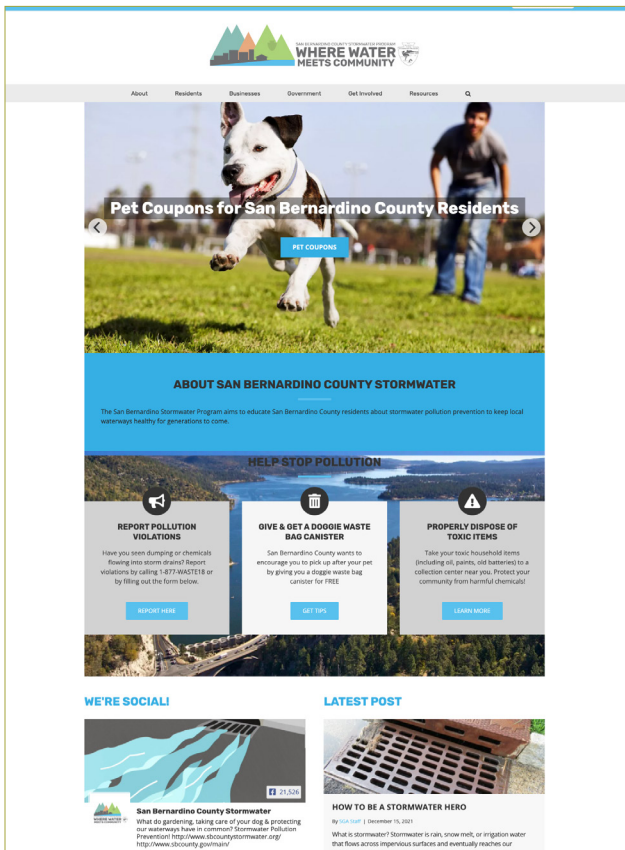 SAN BERNARDINO COUNTY STORMWATER PROGRAM
WHERE WATER
MEETS COMMUNITY
About Residents Businesses Government Get Involved Resources
Pet Coupons for San Bernardino County Residents
PET COUPONS
ABOUT SAN BERNARDINO COUNTY STORMWATER
The San Bernardino Stormwater Program aims to educate San Bernardino County residents about stormwater pollution prevention to keep local
waterways healthy for generations to come.
HELP STOP POLLUTION
REPORT POLLUTION
VIOLATIONS
Have you seen dumping or chemicals
flowing into storm drains? Report
violations by calling 1-877-WASTE18 or
by filling out the form below.
REPORT HERE
GIVE & GET A DOGGIE WASTE
BAG CANISTER
San Bernardino County wants to
encourage you to pick up after your pet
by giving you a doggie waste bag
canister for FREE
GET TIPS
PROPERLY DISPOSE OF
TOXIC ITEMS
Take your toxic household items
(including oil, paints, old batteries) to a
collection center near you. Protect your
community from harmful chemicals!
LEARN MORE
WE'RE SOCIAL!
21,526
WHERE WATER
San Bernardino County Stormwater
What do gardening, taking care of your dog & protecting
our waterways have in common? Stormwater Pollution
Prevention! http://www.sbcountystormwater.org/
http://www.sbcounty.gov/main/
LATEST POST
HOW TO BE A STORMWATER HERO
By SGA Staff | December 15, 2021
What is stormwater? Stormwater is rain, snow melt, or irrigation water
that flows across impervious surfaces and eventually reaches our